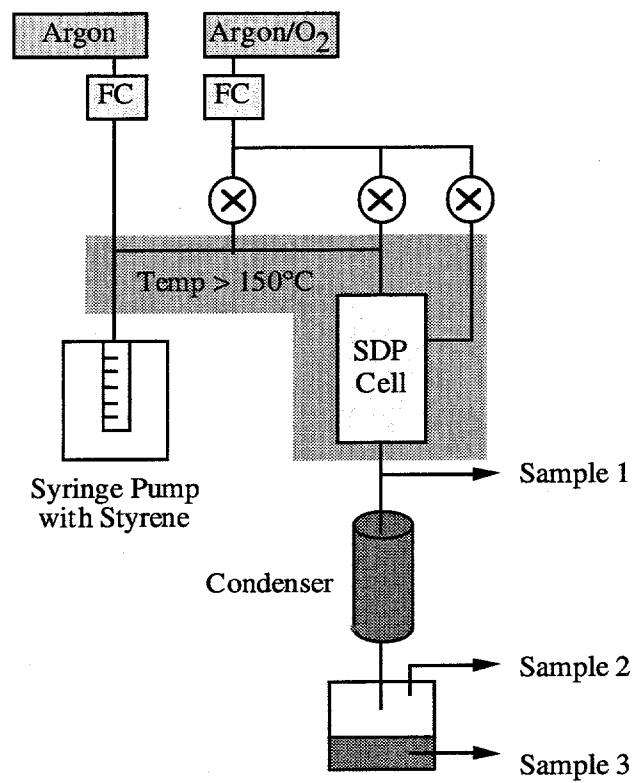 Argon
Argon/O2
FC
FC
Temp > 150°C
SDP
Cell
Syringe Pump
with Styrene
Sample 1
Condenser
Sample 2
Sample 3